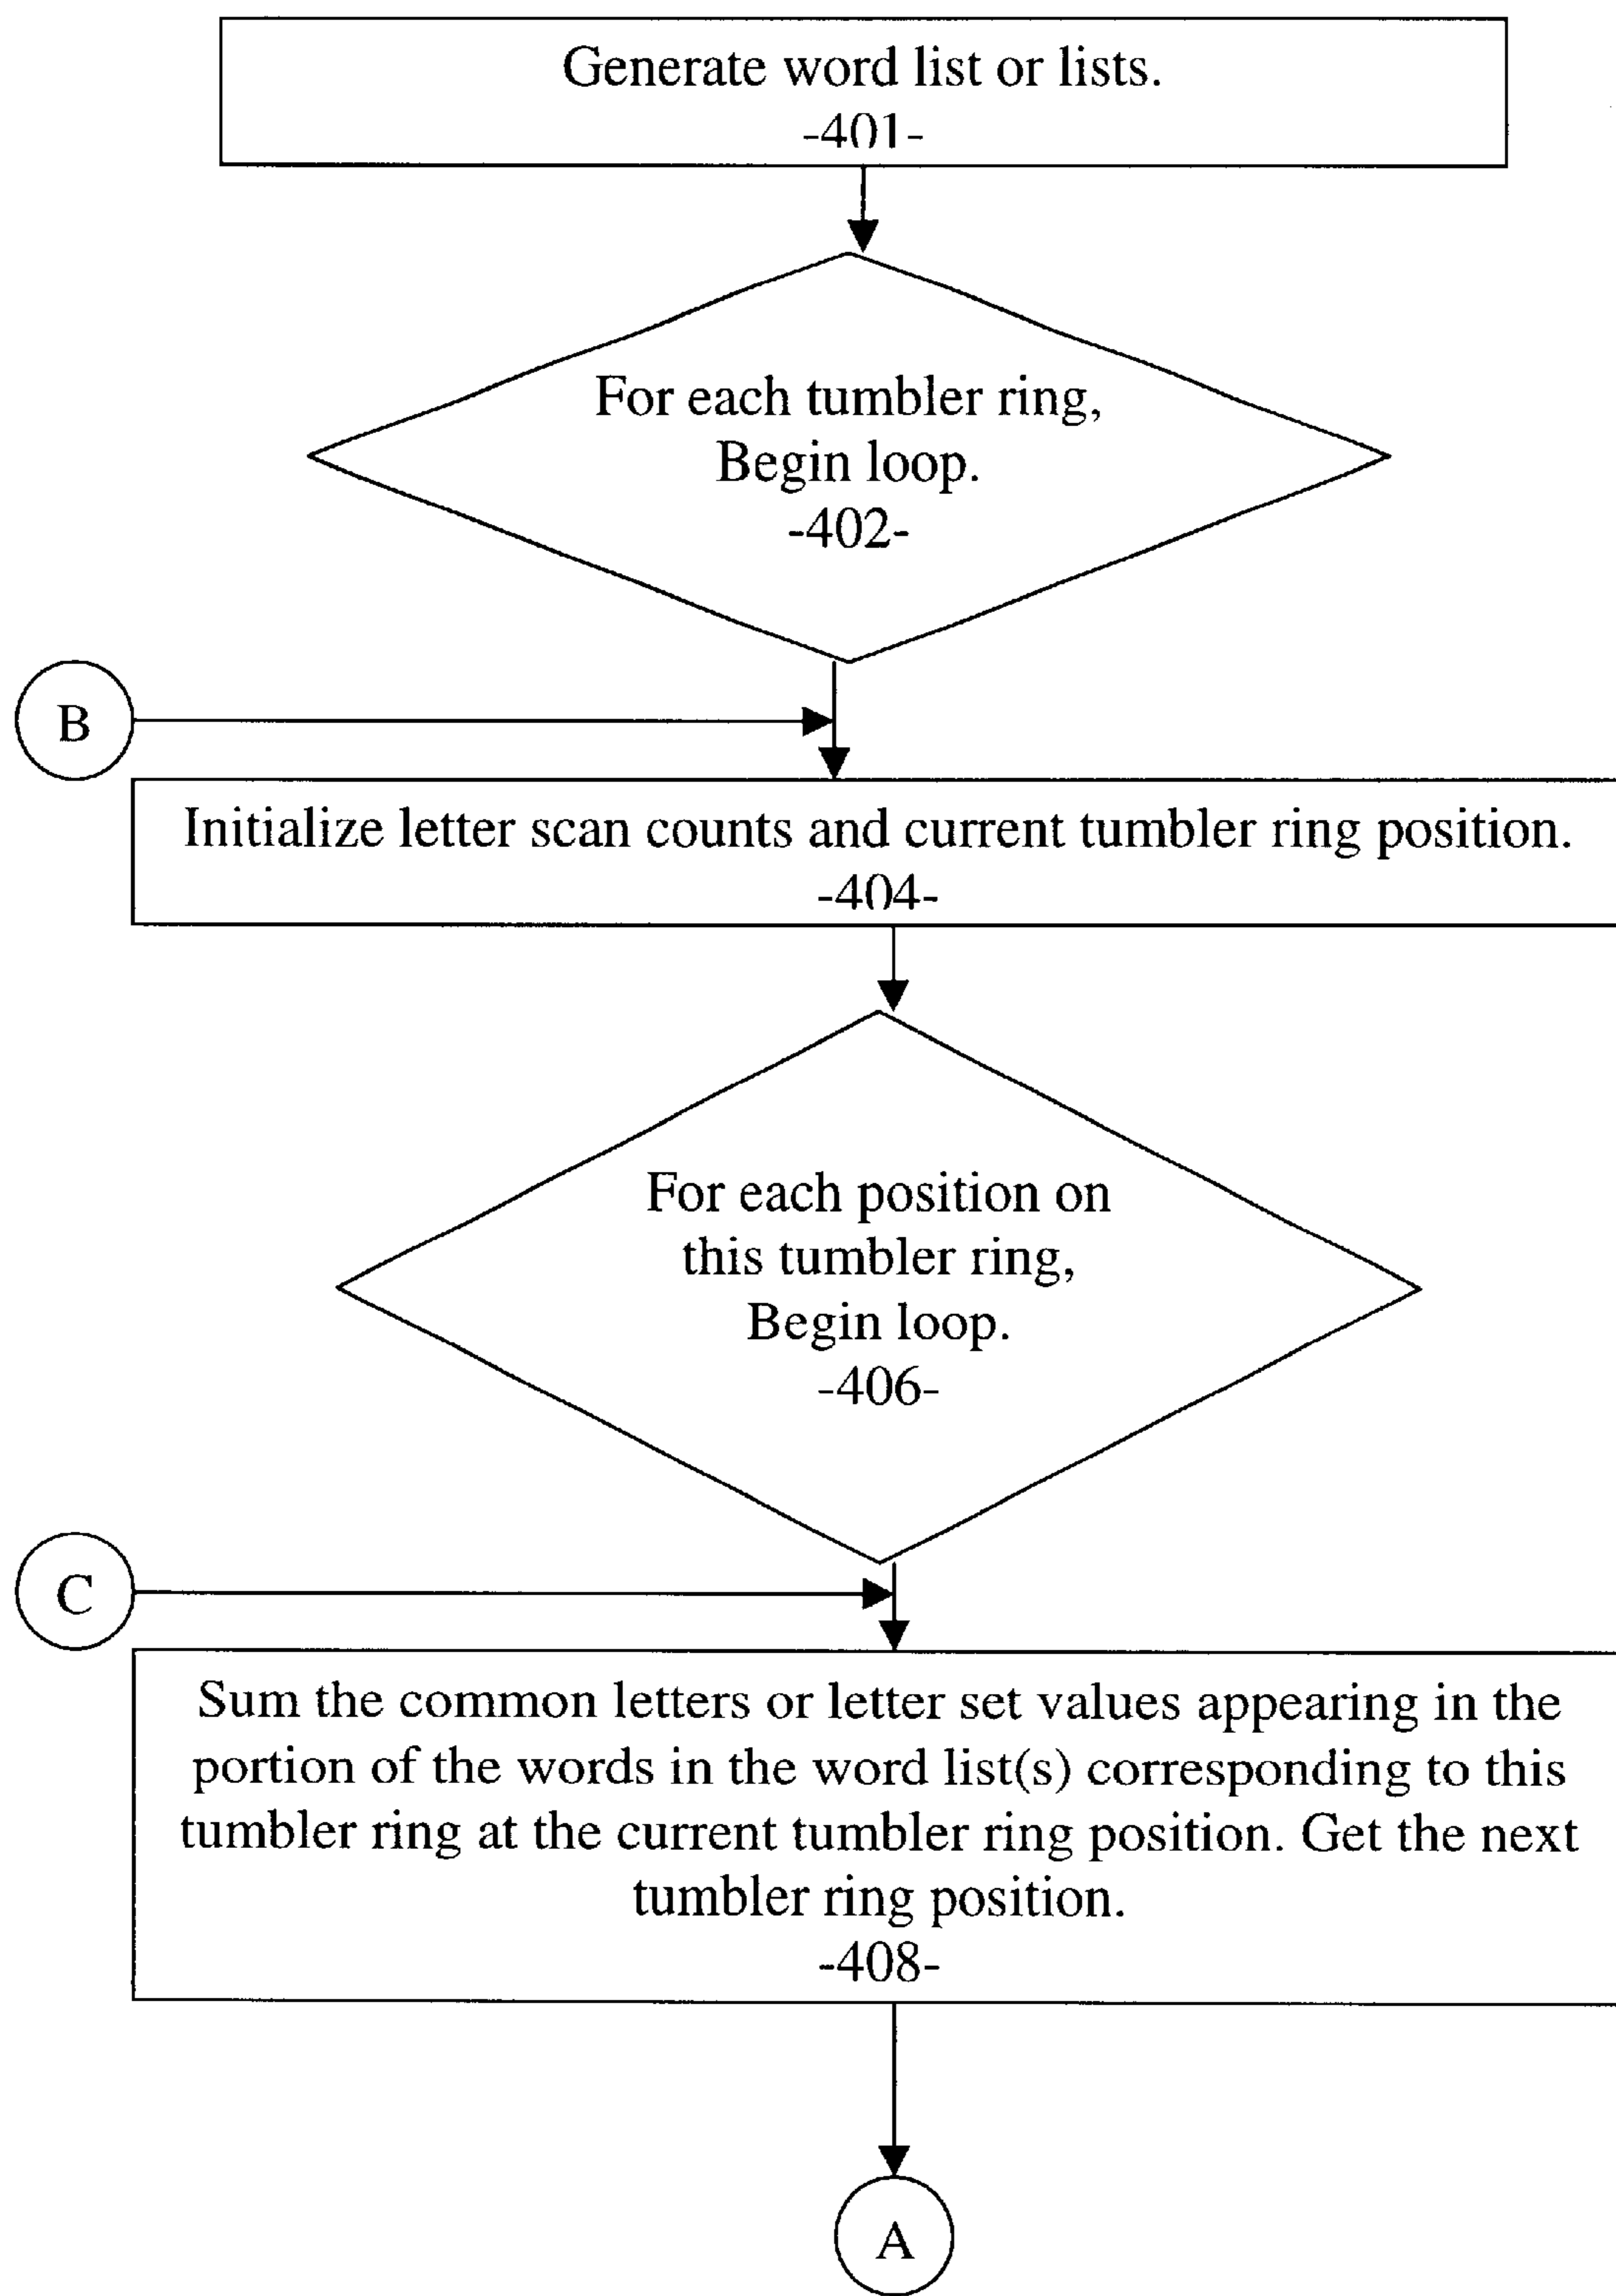 Generate word list or lists.
-401-
For each tumbler ring,
Begin loop.
-402-
B
Initialize letter scan counts and current tumbler ring position.
-404-
For each position on
this tumbler ring,
Begin loop.
-406-
C
Sum the common letters or letter set values appearing in the
portion of the words in the word list(s) corresponding to this
tumbler ring at the current tumbler ring position. Get the next
tumbler ring position.
-408-
A